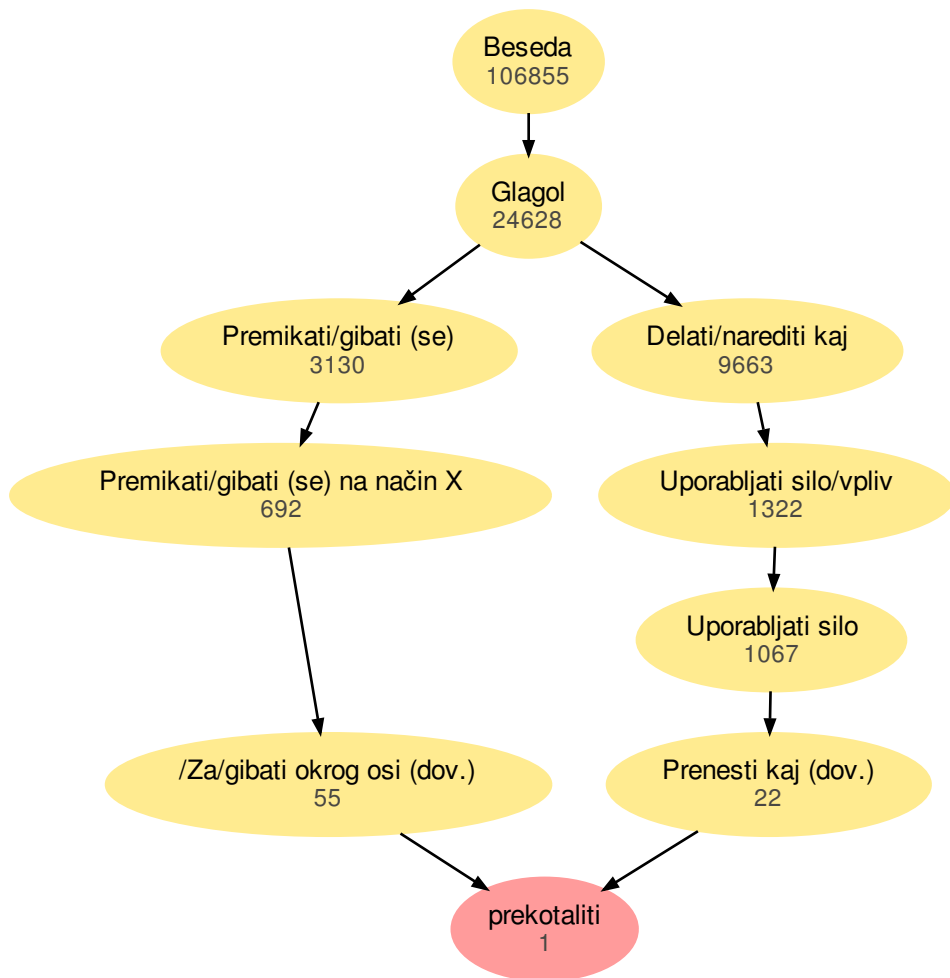 Beseda
106855
Glagol
24628
Premikati/gibati (se)
3130
Delati/narediti kaj
9663
Premikati/gibati (se) na način X
692
Uporabljati silo/vpliv
1322
Uporabljati silo
1067
/Za/gibati okrog osi (dov.)
55
Prenesti kaj (dov.)
22
prekotaliti
1